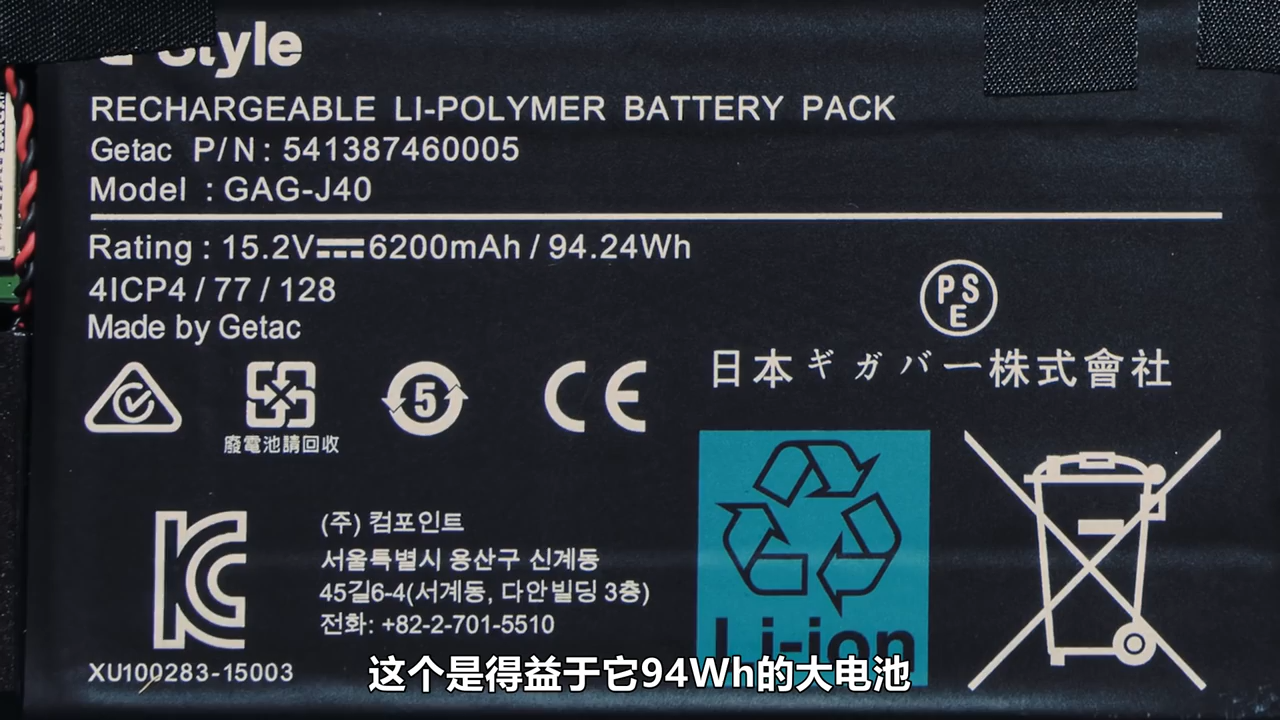 Style
RECHARGEABLE LI-POLYMER BATTERY PACK
Getac P/N: 541387460005
Model : GAG-J40
Rating : 15.2V⎓6200mAh / 94.24Wh
4ICP4 / 77 / 128
Made by Getac
PS
E
日本ギガバー株式會社
5
CE
廢電池請回收
(주) 컴포인트
서울특별시 용산구 신계동
45길6-4(서계동, 다안빌딩 3층)
전화: +82-2-701-5510
Li-ion
XU100283-15003
这个是得益于它94Wh的大电池